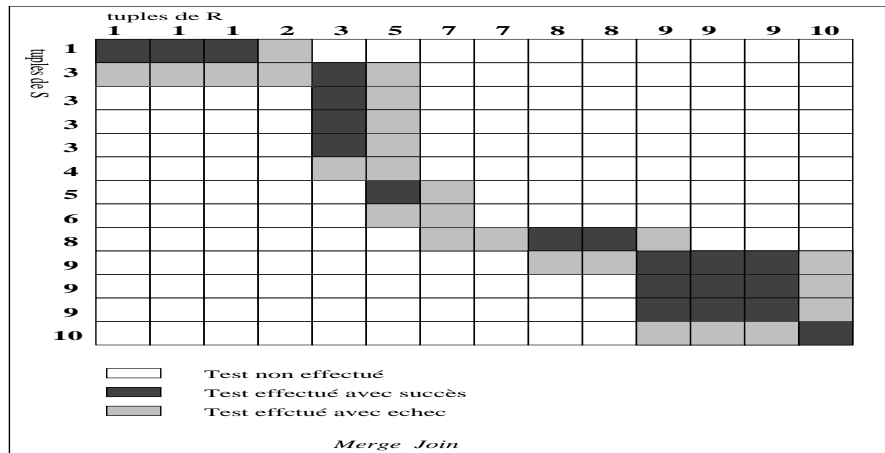 tuples de R
1 1 1 2 3 5 7 7 8 8 9 9 9 10
tuples de S
1
3
3
3
3
4
5
6
8
9
9
9
10
Test non effectué
Test effectué avec succès
Test effctué avec echec
Merge Join